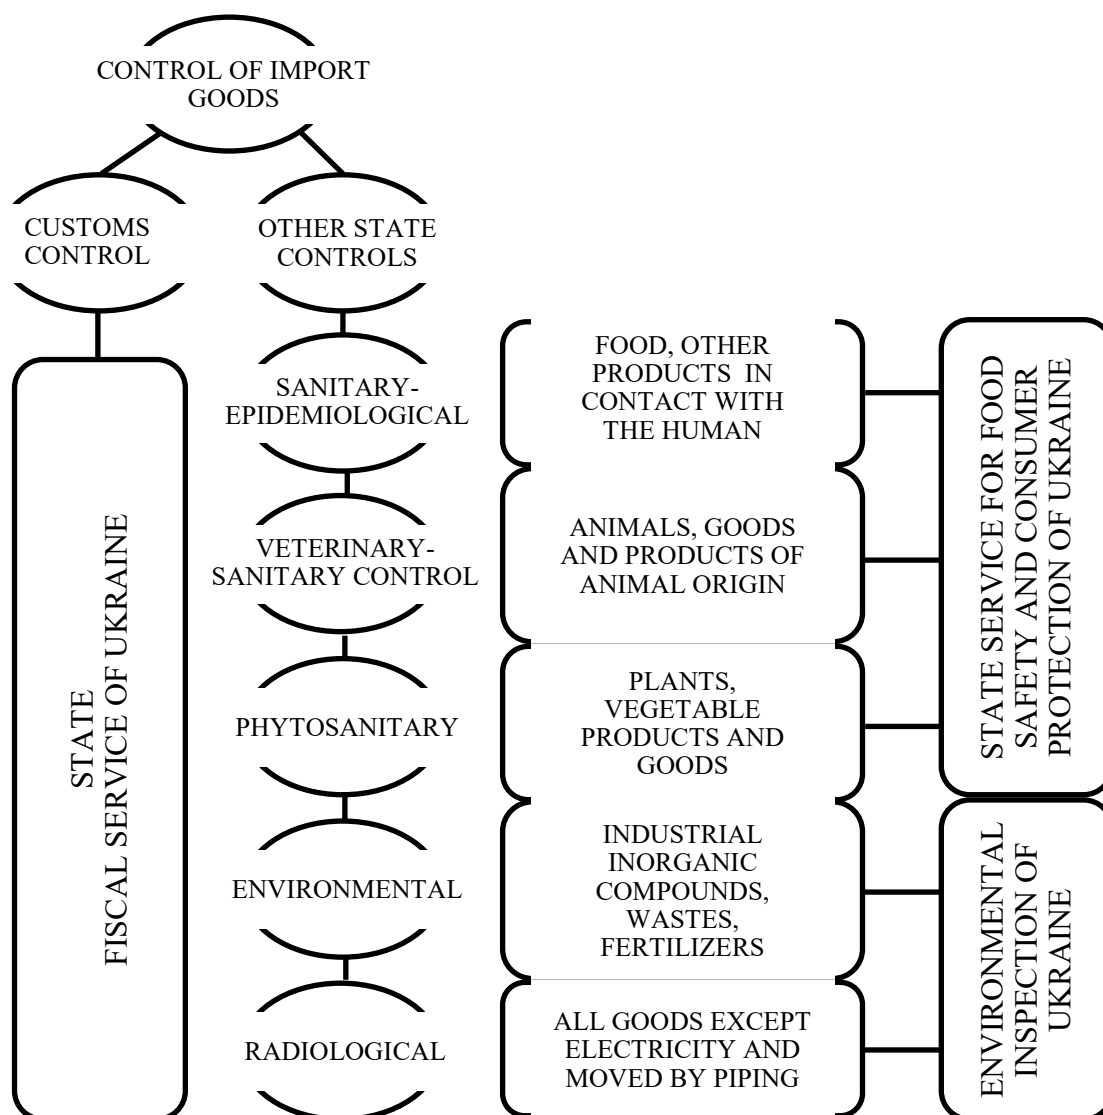 CONTROL OF IMPORT
GOODS
CUSTOMS
CONTROL
OTHER STATE
CONTROLS
STATE
FISCAL SERVICE OF UKRAINE
SANITARY-
EPIDEMIOLOGICAL
FOOD, OTHER
PRODUCTS IN
CONTACT WITH
THE HUMAN
VETERINARY-
SANITARY CONTROL
ANIMALS, GOODS
AND PRODUCTS OF
ANIMAL ORIGIN
PHYTOSANITARY
PLANTS,
VEGETABLE
PRODUCTS AND
GOODS
STATE SERVICE FOR FOOD
SAFETY AND CONSUMER
PROTECTION OF UKRAINE
ENVIRONMENTAL
INDUSTRIAL
INORGANIC
COMPOUNDS,
WASTES,
FERTILIZERS
RADIOLOGICAL
ALL GOODS EXCEPT
ELECTRICITY AND
MOVED BY PIPING
ENVIRONMENTAL
INSPECTION OF
UKRAINE